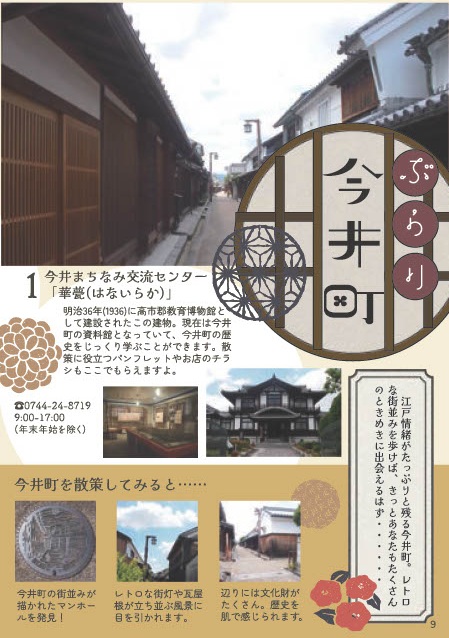 ぶらり
今井町
1 今井まちなみ交流センター
「華甍(はないらか)」
明治36年(1936)に高市郡教育博物館と
して建設されたこの建物。現在は今井
町の資料館となっていて、今井町の歴
史をじっくり学ぶことができます。散
策に役立つパンフレットやお店のチラ
シもここでもらえますよ。
☎0744-24-8719
9:00-17:00
(年末年始を除く)
江戸情緒がたっぷりと残る今井町。レトロ
な街並みを歩けば、きっとあなたもたくさん
のときめきに出会えるはず・・・・・・
今井町を散策してみると……
今井町の街並みが
描かれたマンホー
ルを発見！
レトロな街灯や瓦屋
根が立ち並ぶ風景に
目を引かれます。
辺りには文化財が
たくさん。歴史を
肌で感じられます。
9